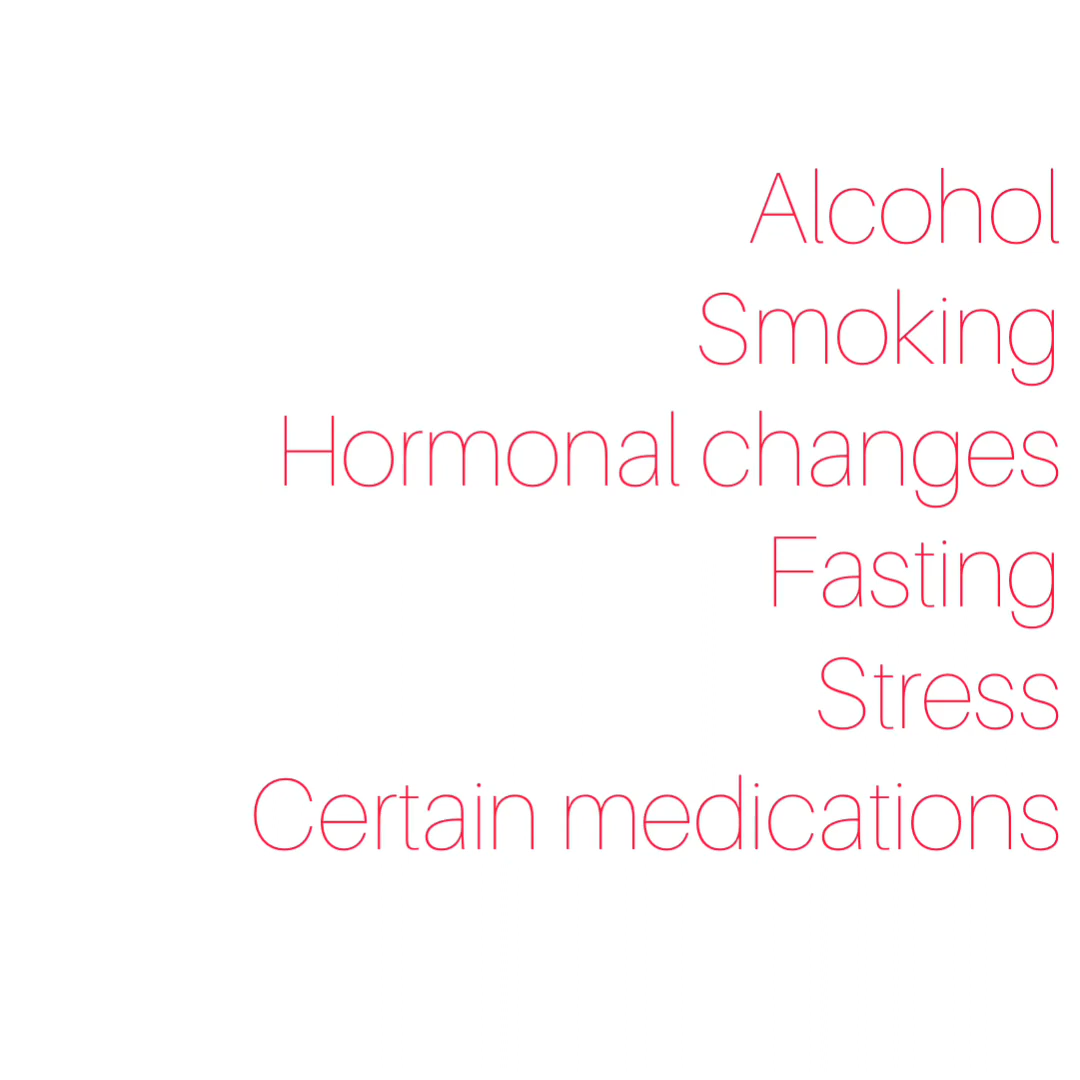 Alcohol
Smoking
Hormonal changes
Fasting
Stress
Certain medications